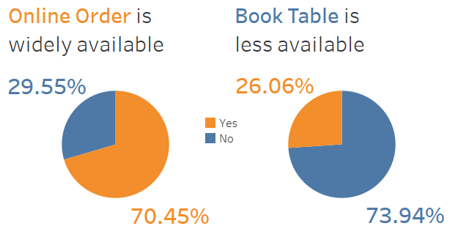 Online Order is
widely available
29.55%
70.45%
Yes
No
Book Table is
less available
26.06%
73.94%